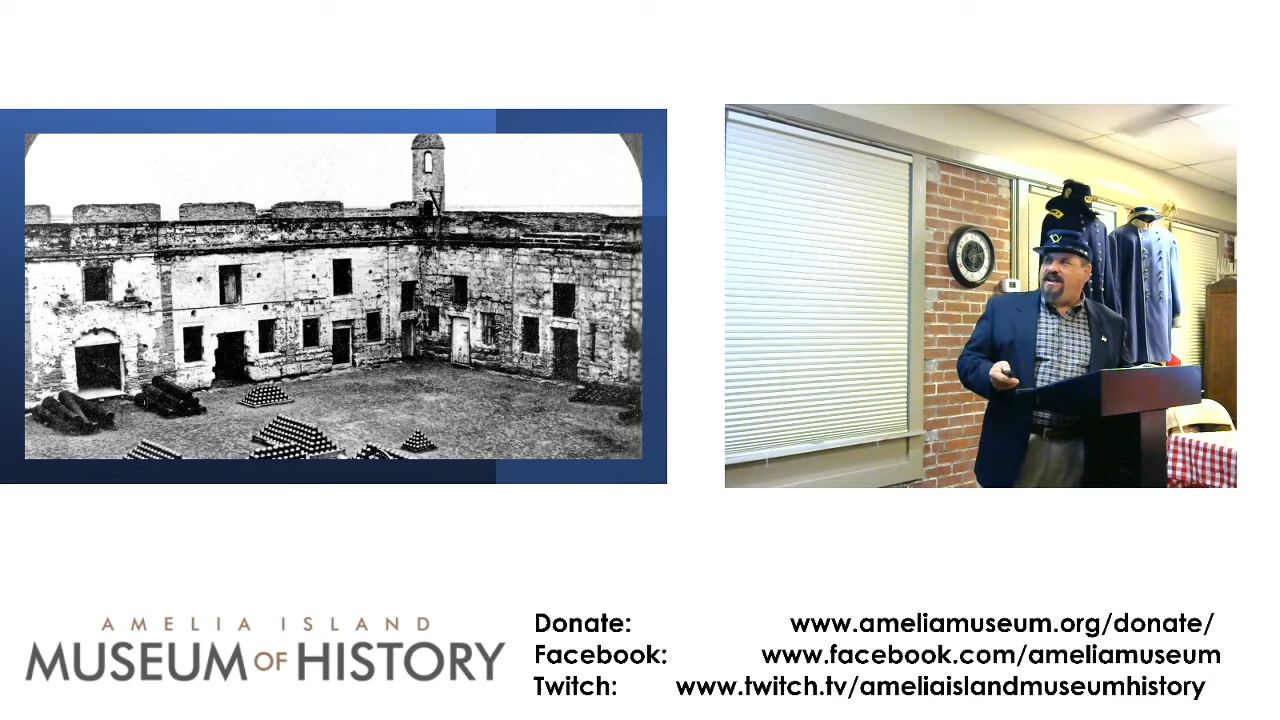 AMELIA ISLAND
MUSEUM OF HISTORY
Donate: www.ameliamuseum.org/donate/
Facebook: www.facebook.com/ameliamuseum
Twitch: www.twitch.tv/ameliaislandmuseumhistory